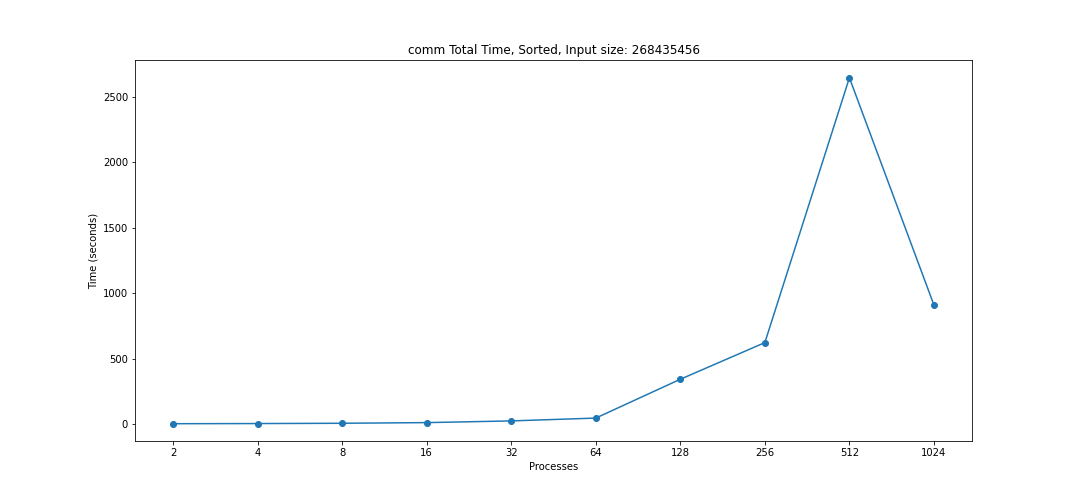 comm Total Time, Sorted, Input size: 268435456
Time (seconds)
2500
2000
1500
1000
500
0
2 4 8 16 32 64 128 256 512 1024
Processes